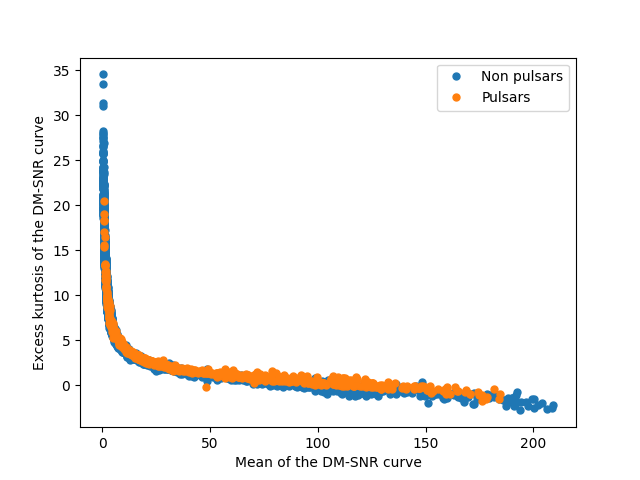 Non pulsars
Pulsars
35
30
25
20
15
10
5
0
Excess kurtosis of the DM-SNR curve
0 50 100 150 200
Mean of the DM-SNR curve